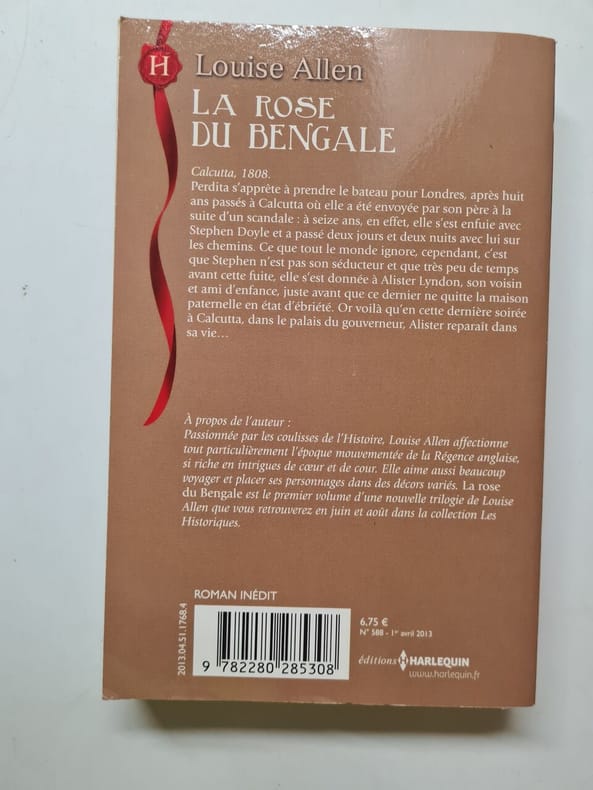 H
Louise Allen
LA ROSE
DU BENGALE
Calcutta, 1808.
Perdita s'apprête à prendre le bateau pour Londres, après huit
ans passés à Calcutta où elle a été envoyée par son père à la
suite d'un scandale : à seize ans, en effet, elle s'est enfuie avec
Stephen Doyle et a passé deux jours et deux nuits avec lui sur
les chemins. Ce que tout le monde ignore, cependant, c'est
que Stephen n'est pas son séducteur et que très peu de temps
avant cette fuite, elle s'est donnée à Alister Lyndon, son voisin
et ami d'enfance, juste avant que ce dernier ne quitte la maison
paternelle en état d'ébriété. Or voilà qu'en cette dernière soirée
à Calcutta, dans le palais du gouverneur, Alister reparaît dans
sa vie…
À propos de l'auteur :
Passionnée par les coulisses de l'Histoire, Louise Allen affectionne
tout particulièrement l'époque mouvementée de la Régence anglaise,
si riche en intrigues de cœur et de cour. Elle aime aussi beaucoup
voyager et placer ses personnages dans des décors variés. La rose
du Bengale est le premier volume d'une nouvelle trilogie de Louise
Allen que vous retrouverez en juin et août dans la collection Les
Historiques.
ROMAN INÉDIT
2013.04.51.1768.4
9 782280 285308
6,75 €
N° 588 - 1er avril 2013
éditions H HARLEQUIN
www.harlequin.fr